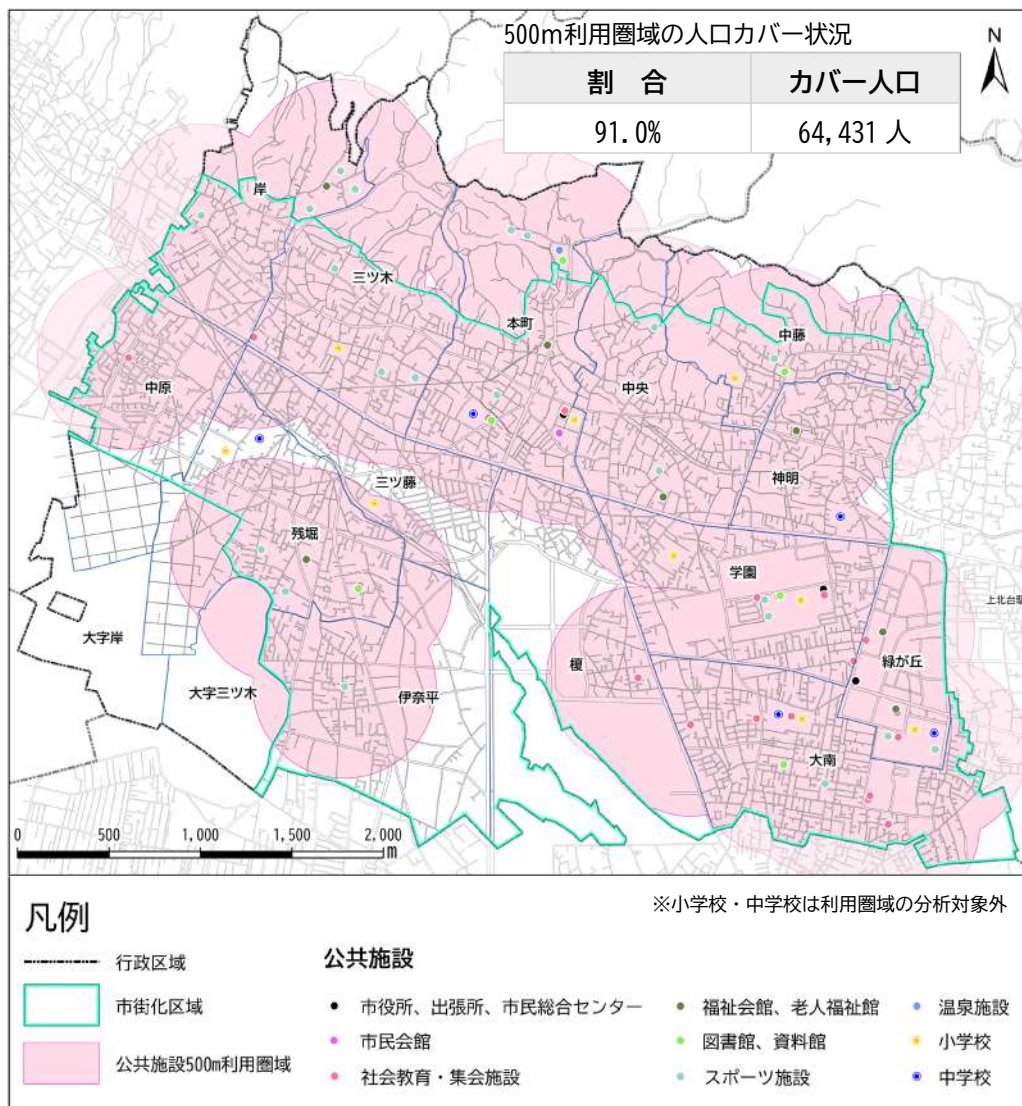 500m利用圏域の人口カバー状況
N
割 合 カバー人口
91.0% 64,431人
岸
三ツ木
本町
中藤
中原
中央
三ツ藤
神明
残堀
学園
上北台駅
大字岸
榎
緑が丘
大字三ツ木
伊奈平
大南
0 500 1,000 1,500 2,000
m
凡例
※小学校・中学校は利用圏域の分析対象外
行政区域
市街化区域
公共施設500m利用圏域
公共施設
市役所、出張所、市民総合センター
市民会館
社会教育・集会施設
福祉会館、老人福祉館
図書館、資料館
スポーツ施設
温泉施設
小学校
中学校